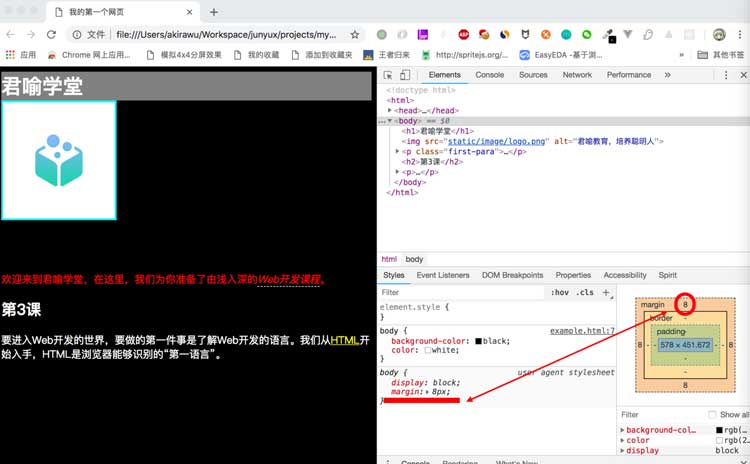 我的第一个网页
文件 file:///Users/akirawu/Workspace/junyux/projects/my...
应用 Chrome 网上应用... 模拟4x4分屏效果 我的收藏 添加到收藏夹 王者归来 http://spritejs.org/ EasyEDA -基于浏... » 其他书签
君喻学堂
欢迎来到君喻学堂，在这里，我们为你准备了由浅入深的Web开发课程。
第3课
要进入Web开发的世界，要做的第一件事是了解Web开发的语言。我们从HTML开
始入手，HTML是浏览器能够识别的“第一语言”。
Elements Console Sources Network Performance »
<!doctype html>
<html>
<head>…</head>
<body> == $0
<h1>君喻学堂</h1>
<img src="static/image/logo.png" alt="君喻教育，培养聪明人">
<p class="first-para">…</p>
<h2>第3课</h2>
<p>…</p>
</body>
</html>
html body
Styles Event Listeners DOM Breakpoints Properties Accessibility Spirit
Filter :hov .cls +
element.style {
}
body { example.html:7
background-color: black;
color: white;
}
body { user agent stylesheet
display: block;
margin: 8px;
}
margin 8
border -
padding -
8 - - 578 × 451.672 - - 8
-
-
8
Filter Show all
background-col… rgb(…
color rgb(2…
display block
Console Rendering What's New